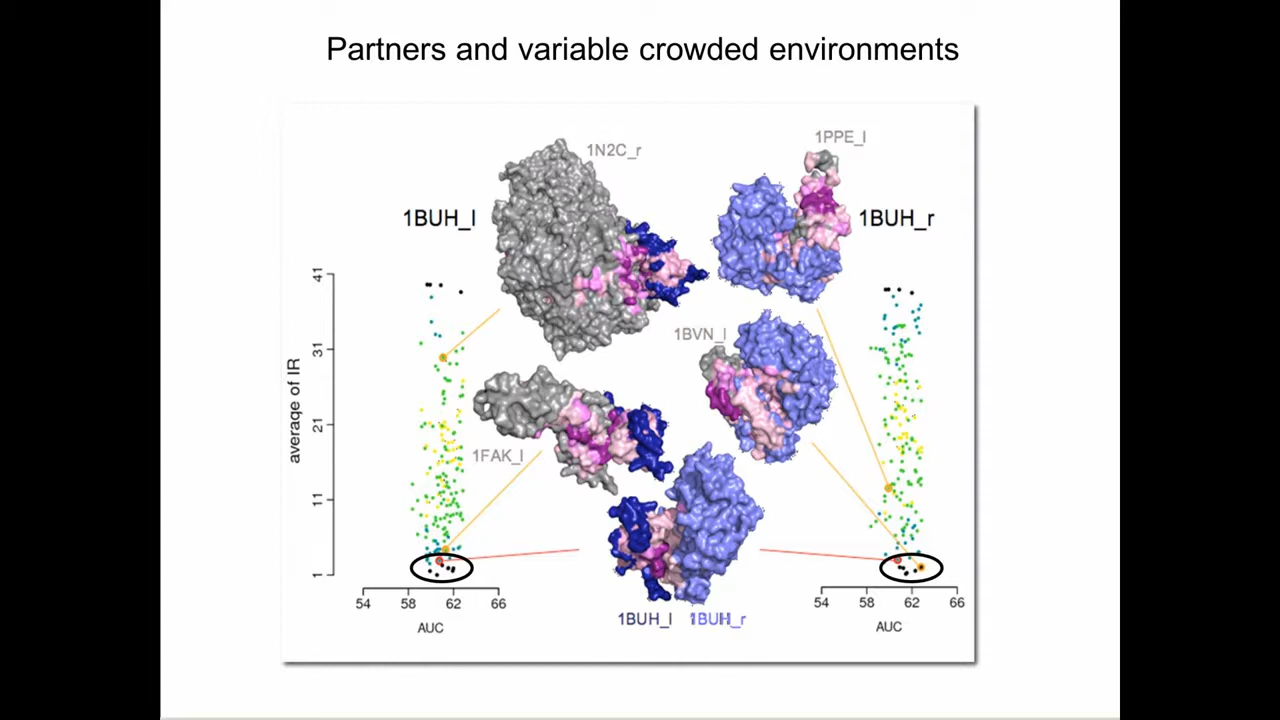 Partners and variable crowded environments
1N2C_r
1PPE_l
1BUH_l
1BUH_r
1BVN_l
1FAK_l
1BUH_l 1BUH_r
average of IR
41
31
21
11
1
54 58 62 66
AUC
54 58 62 66
AUC